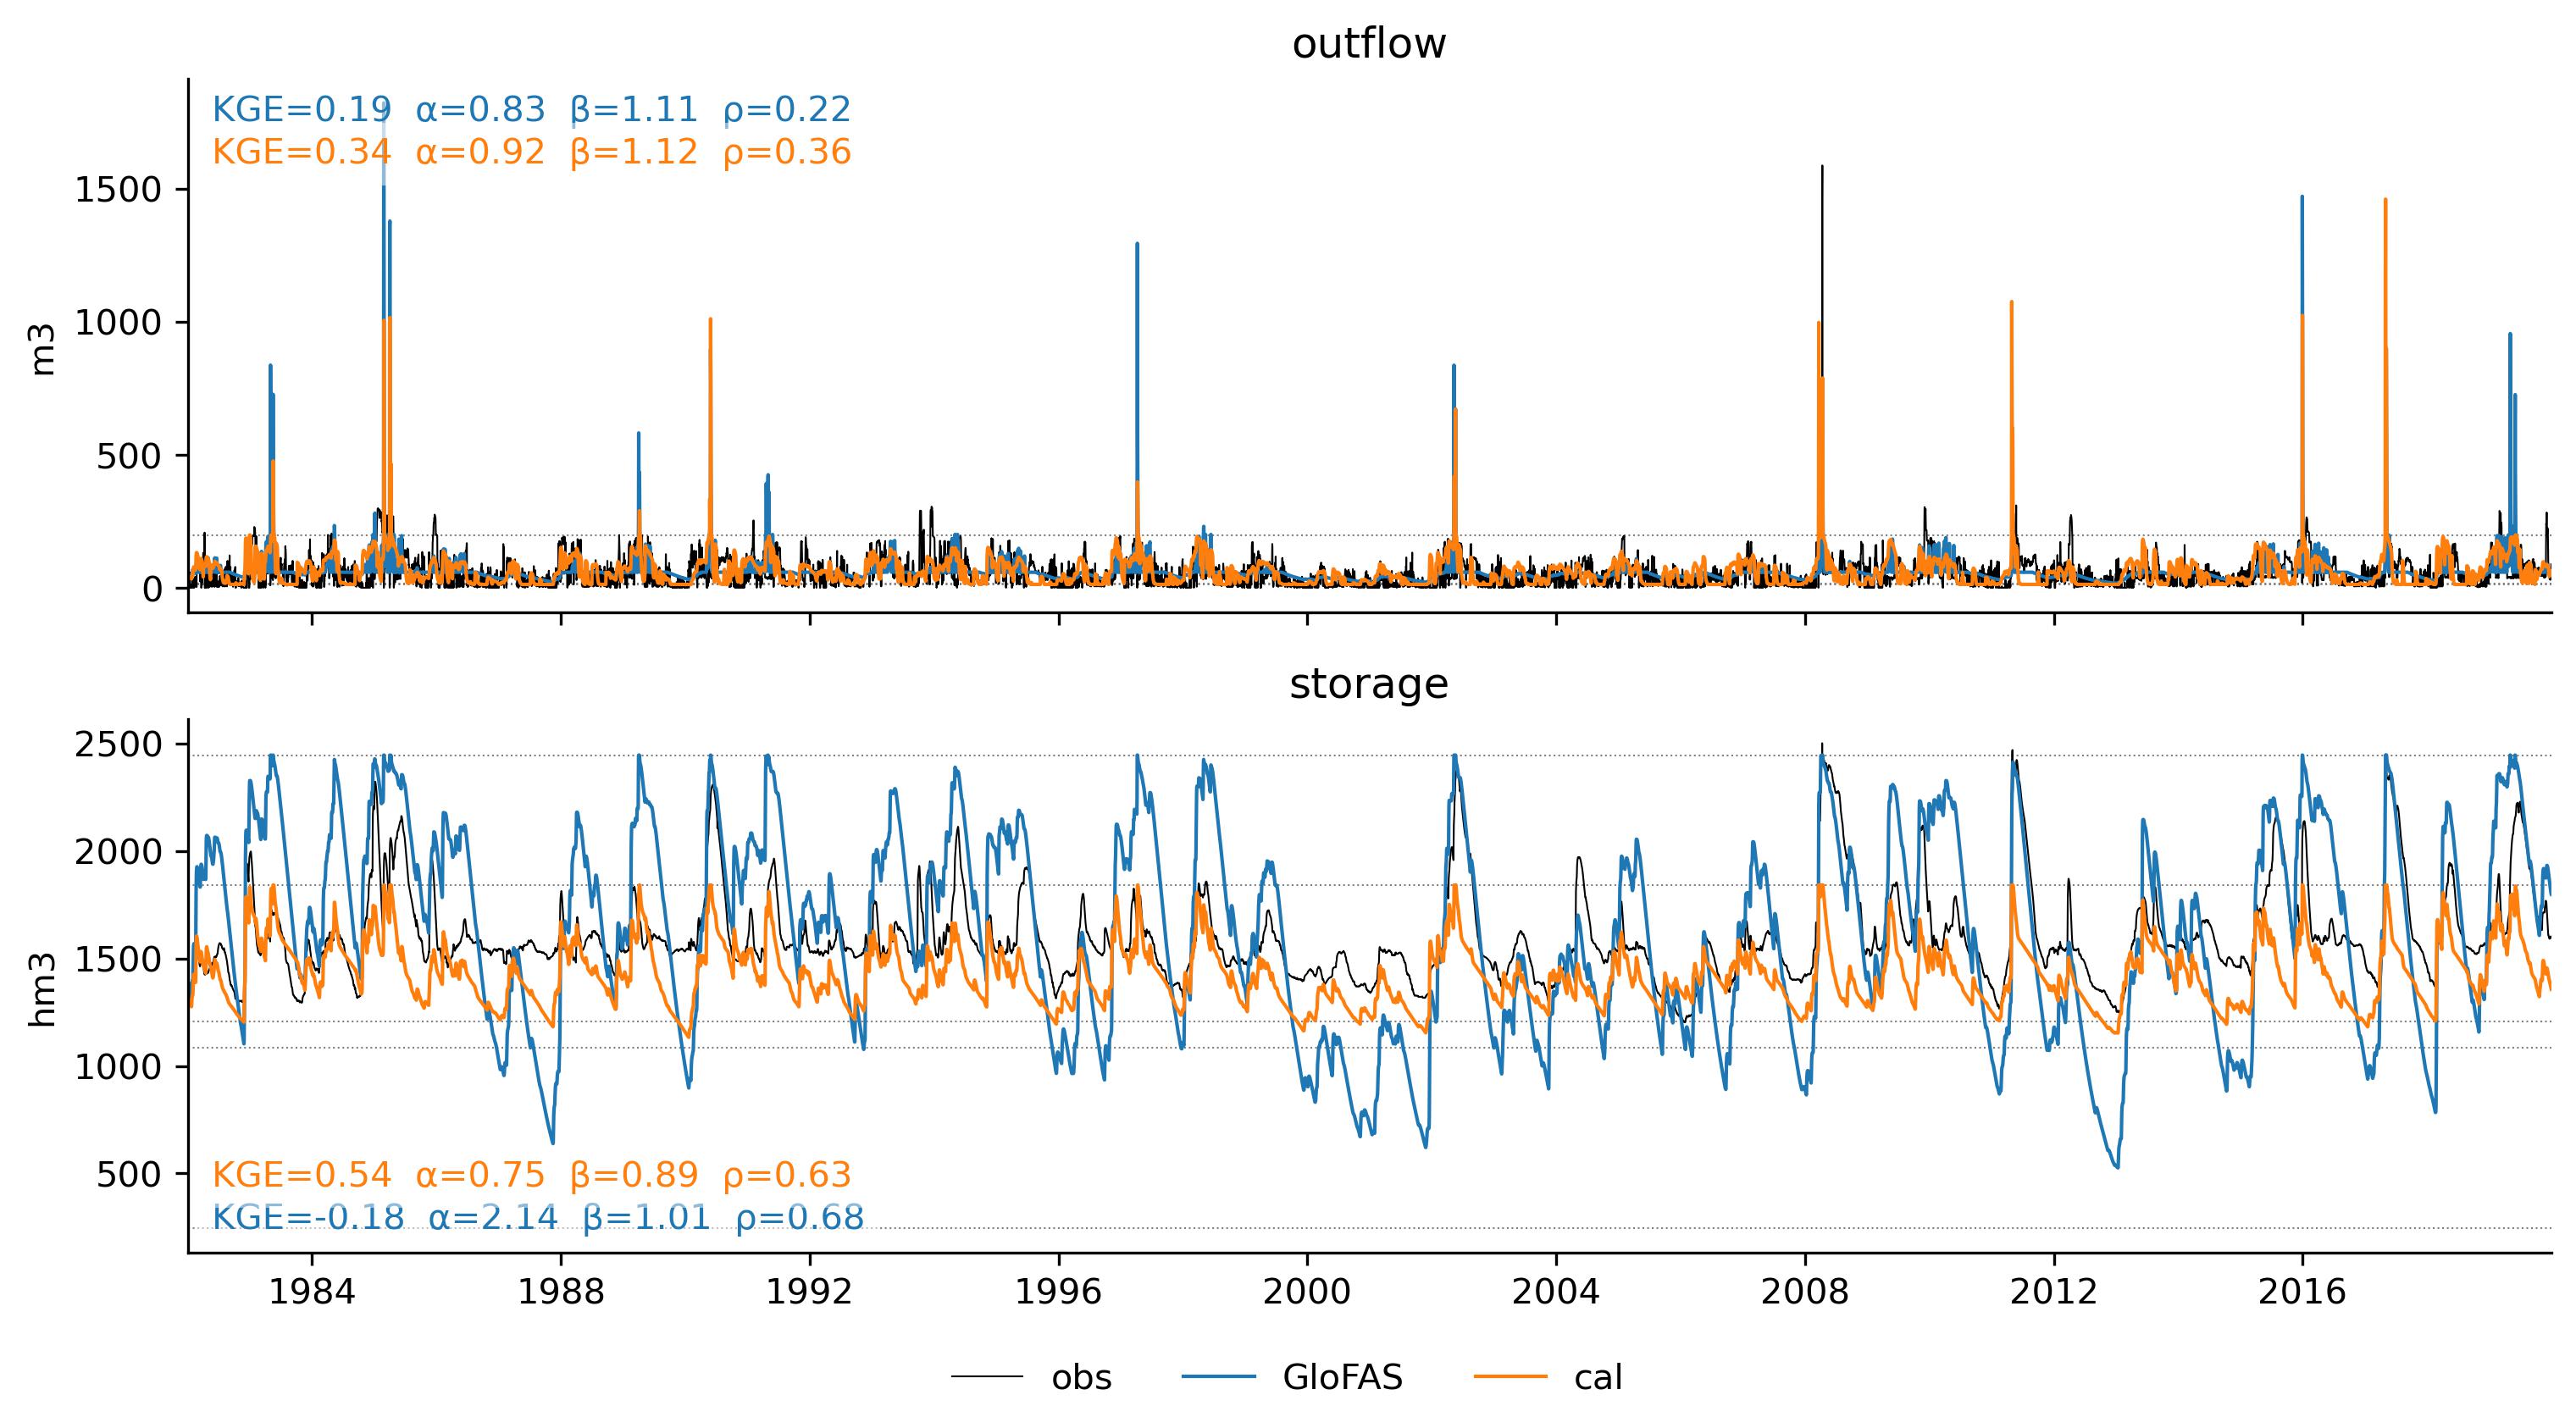 outflow
KGE=0.19 α=0.83 β=1.11 ρ=0.22
KGE=0.34 α=0.92 β=1.12 ρ=0.36
1500
1000
500
0
m3
storage
2500
2000
1500
1000
500
hm3
KGE=0.54 α=0.75 β=0.89 ρ=0.63
KGE=-0.18 α=2.14 β=1.01 ρ=0.68
1984 1988 1992 1996 2000 2004 2008 2012 2016
obs GloFAS cal